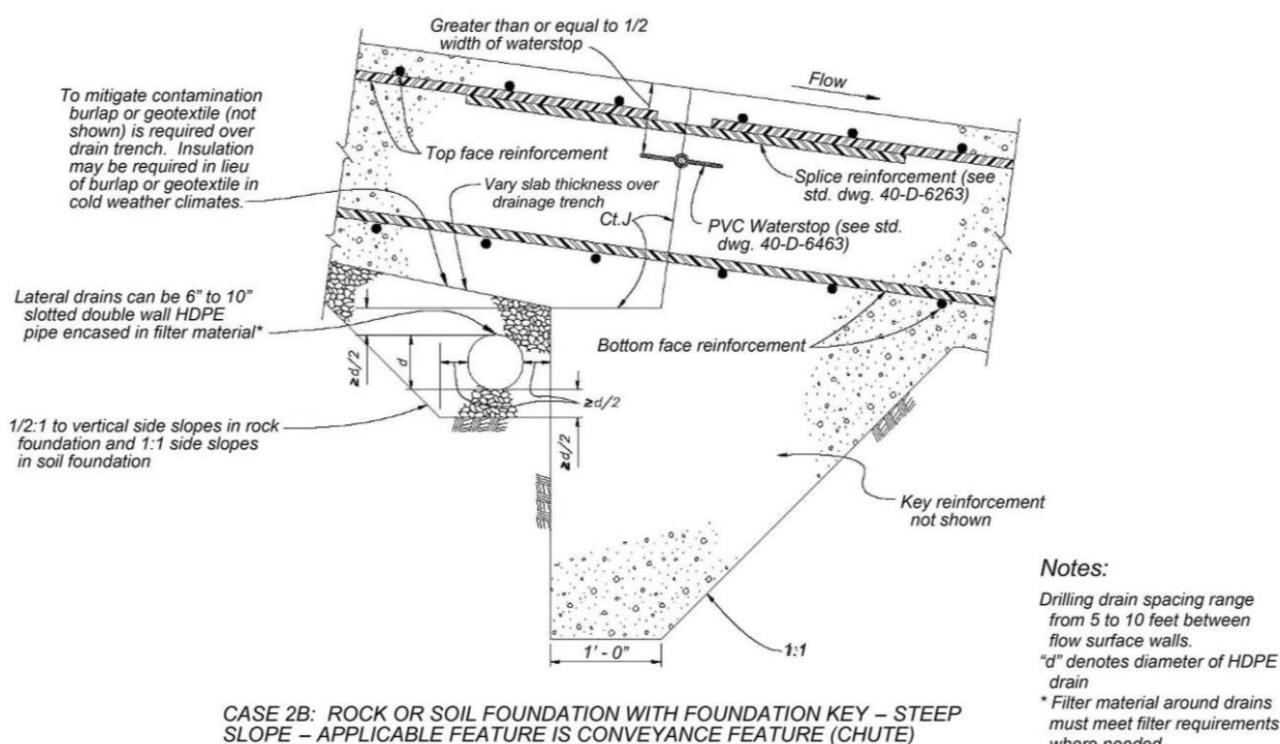 Greater than or equal to 1/2
width of waterstop
Flow
To mitigate contamination
burlap or geotextile (not
shown) is required over
drain trench. Insulation
may be required in lieu
of burlap or geotextile in
cold weather climates.
Top face reinforcement
Vary slab thickness over
drainage trench
Ct.J
Splice reinforcement (see
std. dwg. 40-D-6263)
PVC Waterstop (see std.
dwg. 40-D-6463)
Lateral drains can be 6” to 10”
slotted double wall HDPE
pipe encased in filter material*
Bottom face reinforcement
≥d/2
d
≥d/2
≥d/2
1/2:1 to vertical side slopes in rock
foundation and 1:1 side slopes
in soil foundation
Key reinforcement
not shown
1' - 0"
1:1
Notes:
Drilling drain spacing range
from 5 to 10 feet between
flow surface walls.
“d” denotes diameter of HDPE
drain
* Filter material around drains
must meet filter requirements
where needed
CASE 2B: ROCK OR SOIL FOUNDATION WITH FOUNDATION KEY – STEEP
SLOPE – APPLICABLE FEATURE IS CONVEYANCE FEATURE (CHUTE)